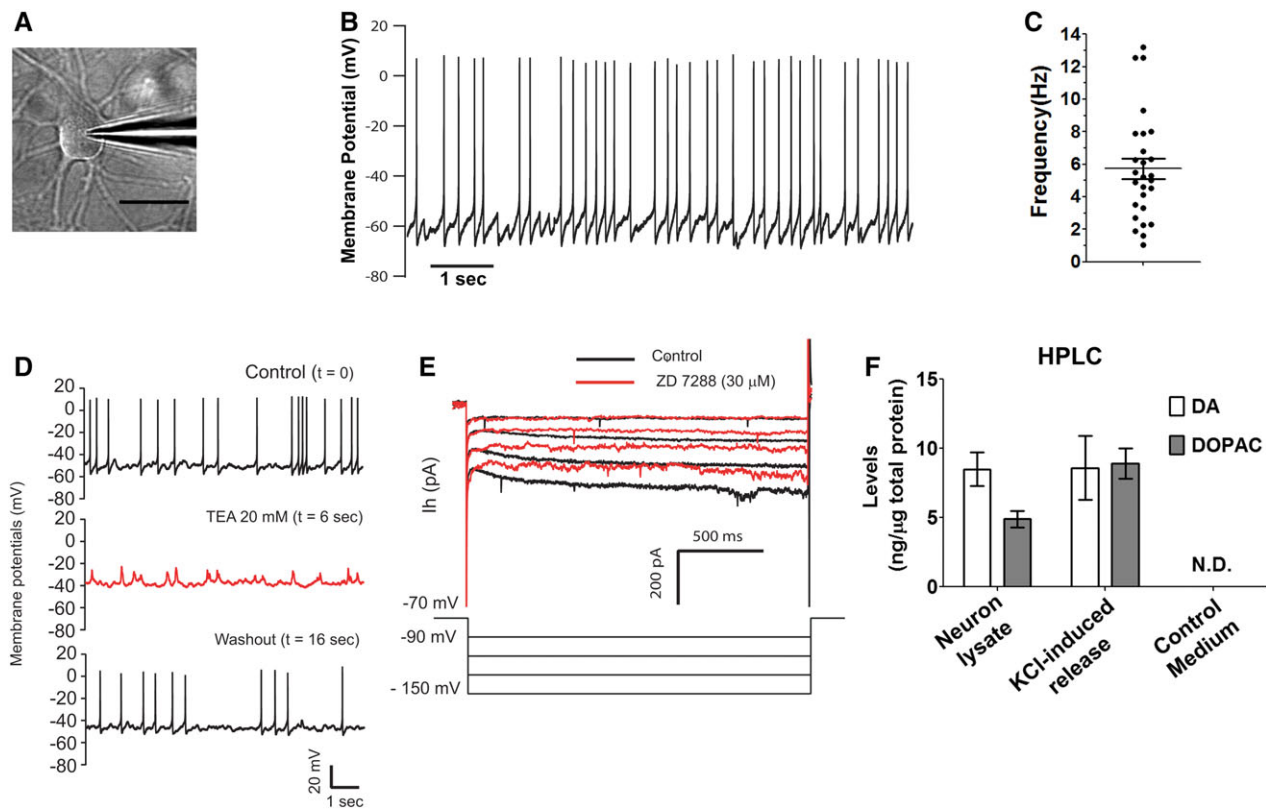 A
B
Membrane Potential (mV)
20
0
-20
-40
-60
-80
1 sec
C
Frequency(Hz)
14
12
10
8
6
4
2
0
D
Membrane potentials (mV)
Control (t = 0)
20
0
-20
-40
-60
-80
TEA 20 mM (t = 6 sec)
20
0
-20
-40
-60
-80
Washout (t = 16 sec)
20
0
-20
-40
-60
-80
20 mV
1 sec
E
Control
ZD 7288 (30 µM)
Ih (pA)
500 ms
200 pA
-70 mV
-90 mV
- 150 mV
F
HPLC
Levels
(ng/µg total protein)
15
10
5
0
DA
DOPAC
N.D.
Neuron
lysate
KCl-induced
release
Control
Medium